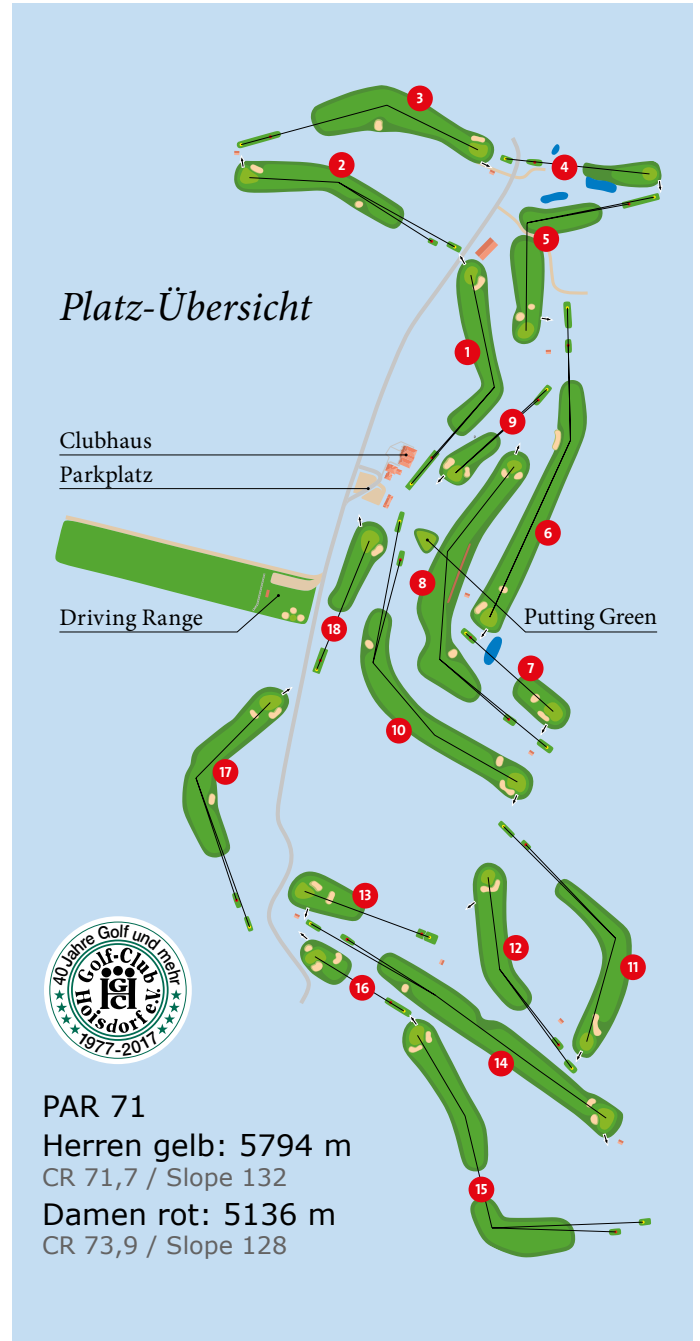 3
4
2
5
Platz-Übersicht
1
9
Clubhaus
Parkplatz
6
8
Driving Range
Putting Green
18
7
10
17
13
12
11
16
14
15
40 Jahre Golf und mehr
Golf-Club
Hoisdorf e.V.
GHCH
1977-2017
PAR 71
Herren gelb: 5794 m
CR 71,7 / Slope 132
Damen rot: 5136 m
CR 73,9 / Slope 128